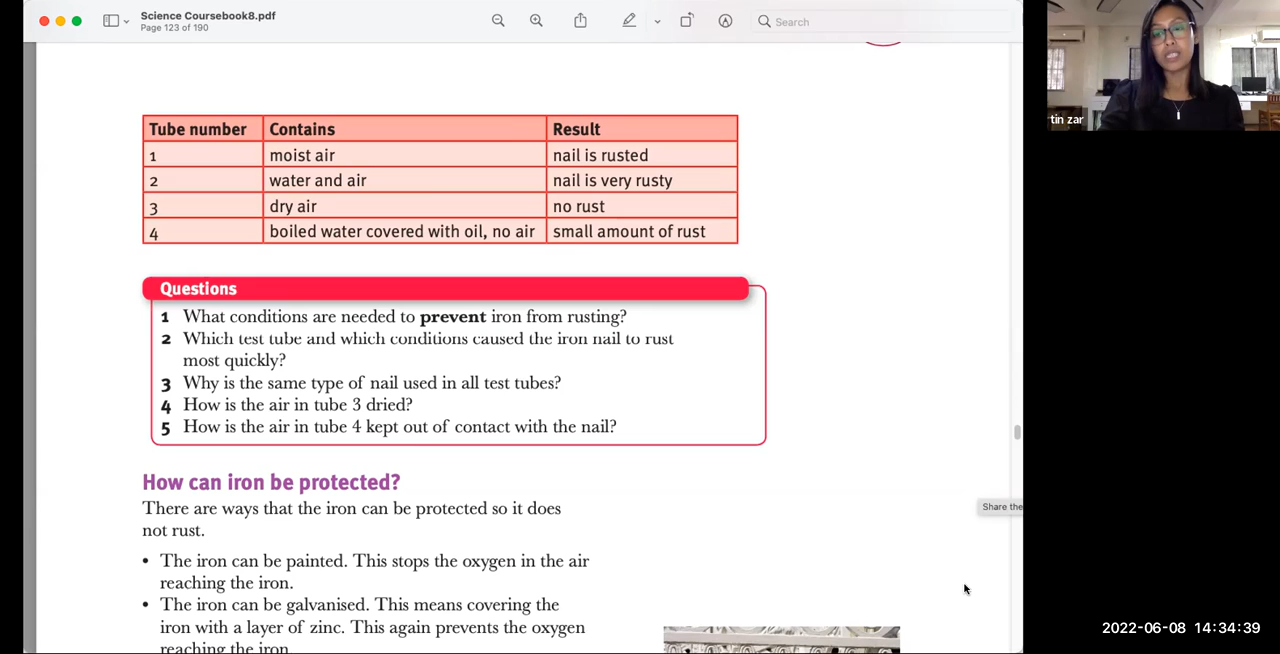 Science Coursebook8.pdf
Page 123 of 190
Search
tin zar
Tube number Contains Result
1 moist air nail is rusted
2 water and air nail is very rusty
3 dry air no rust
4 boiled water covered with oil, no air small amount of rust
Questions
1 What conditions are needed to prevent iron from rusting?
2 Which test tube and which conditions caused the iron nail to rust
most quickly?
3 Why is the same type of nail used in all test tubes?
4 How is the air in tube 3 dried?
5 How is the air in tube 4 kept out of contact with the nail?
How can iron be protected?
There are ways that the iron can be protected so it does
not rust.
Share the
• The iron can be painted. This stops the oxygen in the air
reaching the iron.
• The iron can be galvanised. This means covering the
iron with a layer of zinc. This again prevents the oxygen
reaching the iron
2022-06-08 14:34:39